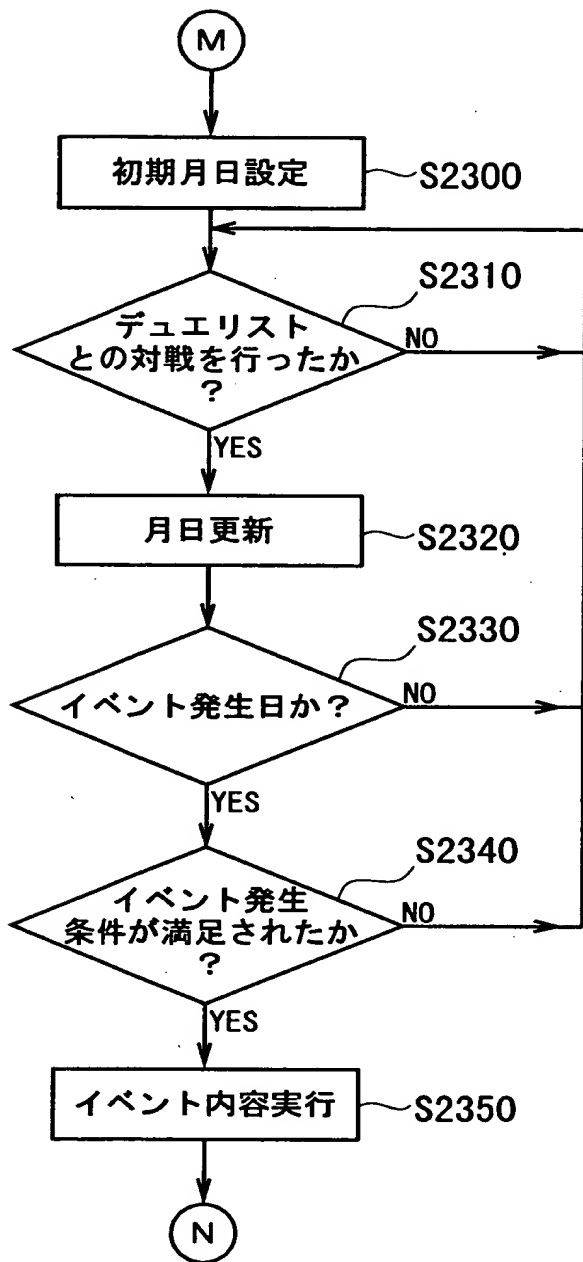 M
初期月日設定
S2300
S2310
デュエリスト
との対戦を行ったか
?
NO
YES
月日更新
S2320
S2330
イベント発生日か?
NO
YES
S2340
イベント発生
条件が満足されたか
?
NO
YES
イベント内容実行
S2350
N